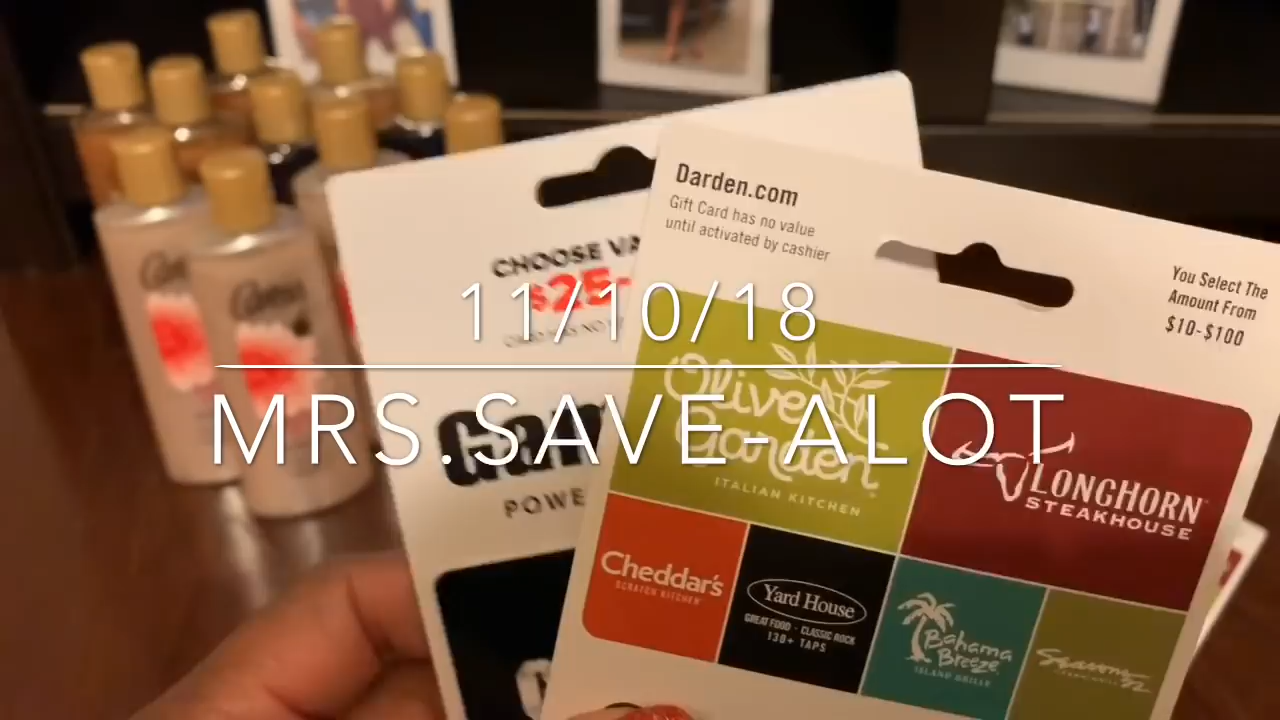 Darden.com
Gift Card has no value
until activated by cashier
You Select The
Amount From
$10-$100
CHOOSE
$25-
11/10/18
MRS.SAVE-ALOT
Olive
Garden
ITALIAN KITCHEN
LONGHORN
STEAKHOUSE
Cheddar's
SCRATCH KITCHEN
Yard House
GREAT FOOD · CLASSIC ROCK
130+ TAPS
Bahama
Breeze
ISLAND GRILLE